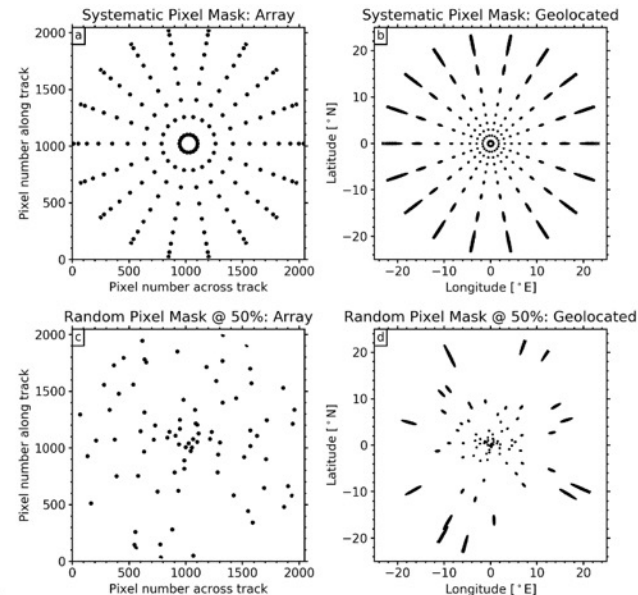 Systematic Pixel Mask: Array
a
2000
1500
1000
500
0
Pixel number along track
0 500 1000 1500 2000
Pixel number across track
Systematic Pixel Mask: Geolocated
b
20
10
0
−10
−20
Latitude [°N]
−20 −10 0 10 20
Longitude [°E]
Random Pixel Mask @ 50%: Array
c
2000
1500
1000
500
0
Pixel number along track
0 500 1000 1500 2000
Pixel number across track
Random Pixel Mask @ 50%: Geolocated
d
20
10
0
−10
−20
Latitude [°N]
−20 −10 0 10 20
Longitude [°E]